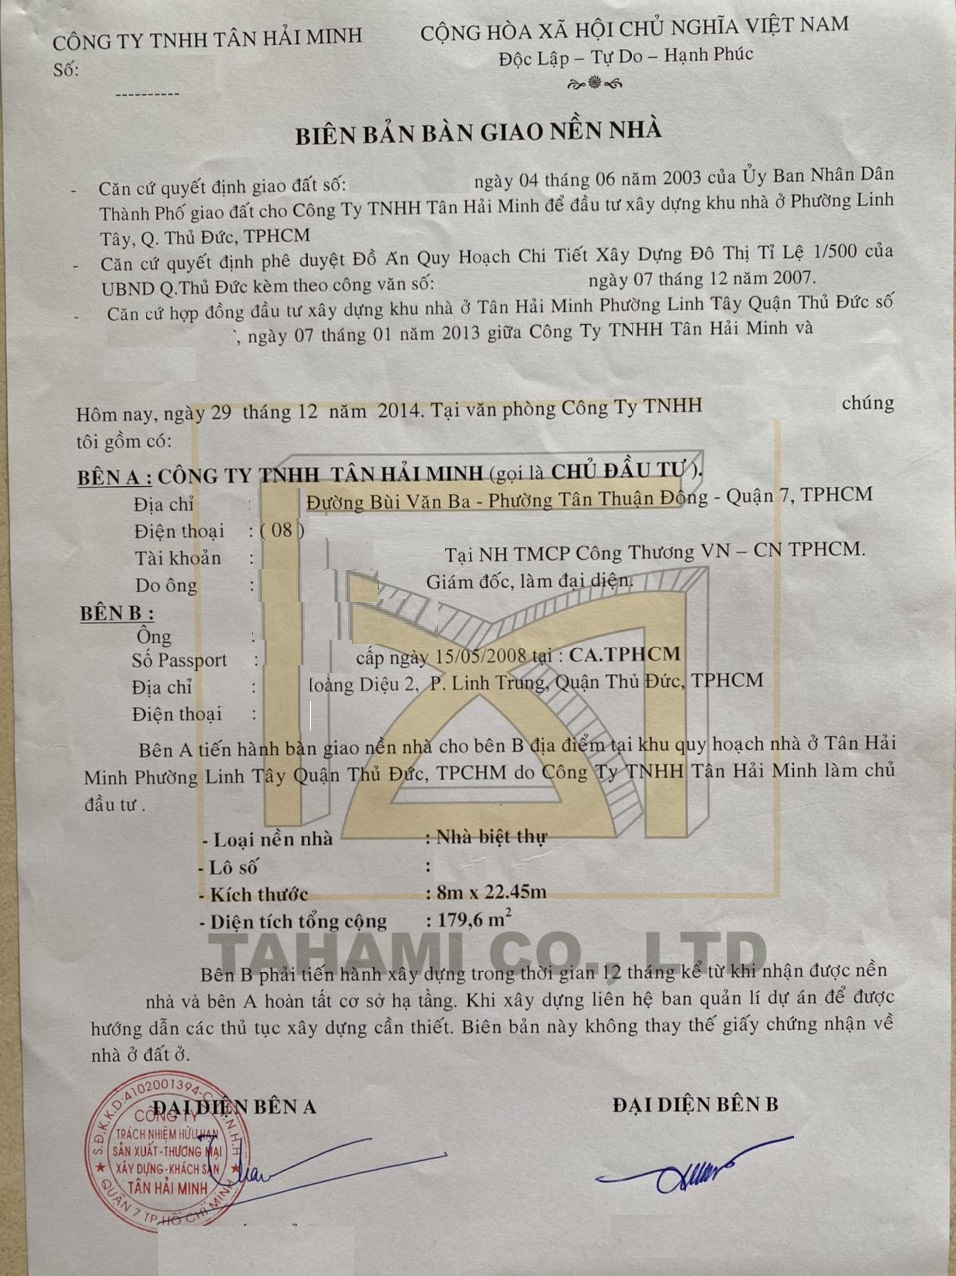 CÔNG TY TNHH TÂN HẢI MINH
Số:
----------
CỘNG HÒA XÃ HỘI CHỦ NGHĨA VIỆT NAM
Độc Lập – Tự Do – Hạnh Phúc
BIÊN BẢN BÀN GIAO NỀN NHÀ
- Căn cứ quyết định giao đất số: ngày 04 tháng 06 năm 2003 của Ủy Ban Nhân Dân
Thành Phố giao đất cho Công Ty TNHH Tân Hải Minh để đầu tư xây dựng khu nhà ở Phường Linh
Tây, Q. Thủ Đức, TPHCM
- Căn cứ quyết định phê duyệt Đồ Án Quy Hoạch Chi Tiết Xây Dựng Đô Thị Tỉ Lệ 1/500 của
UBND Q.Thủ Đức kèm theo công văn số: ngày 07 tháng 12 năm 2007.
- Căn cứ hợp đồng đầu tư xây dựng khu nhà ở Tân Hải Minh Phường Linh Tây Quận Thủ Đức số
, ngày 07 tháng 01 năm 2013 giữa Công Ty TNHH Tân Hải Minh và
Hôm nay, ngày 29 tháng 12 năm 2014. Tại văn phòng Công Ty TNHH chúng
tôi gồm có:
BÊN A : CÔNG TY TNHH TÂN HẢI MINH (gọi là CHỦ ĐẦU TƯ ).
Địa chỉ : Đường Bùi Văn Ba - Phường Tân Thuận Đông - Quận 7, TPHCM
Điện thoại : ( 08 )
Tài khoản : Tại NH TMCP Công Thương VN – CN TPHCM.
Do ông : Giám đốc, làm đại diện.
BÊN B :
Ông :
Số Passport : cấp ngày 15/05/2008 tại : CA.TPHCM
Địa chỉ : Hoàng Diệu 2, P. Linh Trung, Quận Thủ Đức, TPHCM
Điện thoại :
Bên A tiến hành bàn giao nền nhà cho bên B địa điểm tại khu quy hoạch nhà ở Tân Hải
Minh Phường Linh Tây Quận Thủ Đức, TPCHM do Công Ty TNHH Tân Hải Minh làm chủ
đầu tư .
- Loại nền nhà : Nhà biệt thự
- Lô số :
- Kích thước : 8m x 22.45m
- Diện tích tổng cộng : 179,6 m²
TAHAMI CO., LTD
Bên B phải tiến hành xây dựng trong thời gian 12 tháng kể từ khi nhận được nền
nhà và bên A hoàn tất cơ sở hạ tầng. Khi xây dựng liên hệ ban quản lí dự án để được
hướng dẫn các thủ tục xây dựng cần thiết. Biên bản này không thay thế giấy chứng nhận về
nhà ở đất ở.
ĐẠI DIỆN BÊN A
ĐẠI DIỆN BÊN B
S.Đ.K.K.D:4102001394-C.T.T.N.H.H
CÔNG TY
TRÁCH NHIỆM HỮU HẠN
SẢN XUẤT-THƯƠNG MẠI
XÂY DỰNG-KHÁCH SẠN
TÂN HẢI MINH
QUẬN 7 TP.HỒ CHÍ MINH